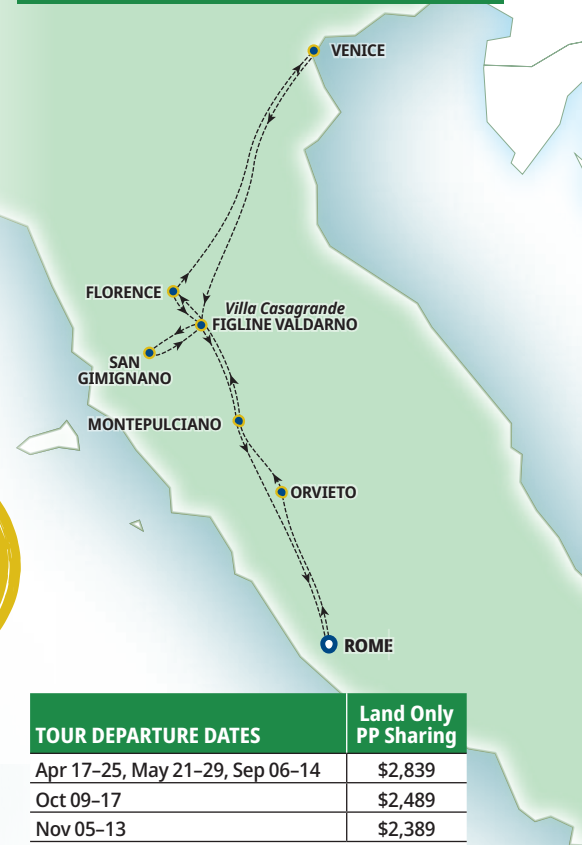 VENICE
FLORENCE
Villa Casagrande
FIGLINE VALDARNO
SAN
GIMIGNANO
MONTEPULCIANO
ORVIETO
ROME
TOUR DEPARTURE DATES
Land Only
PP Sharing
Apr 17–25, May 21–29, Sep 06–14 $2,839
Oct 09–17 $2,489
Nov 05–13 $2,389